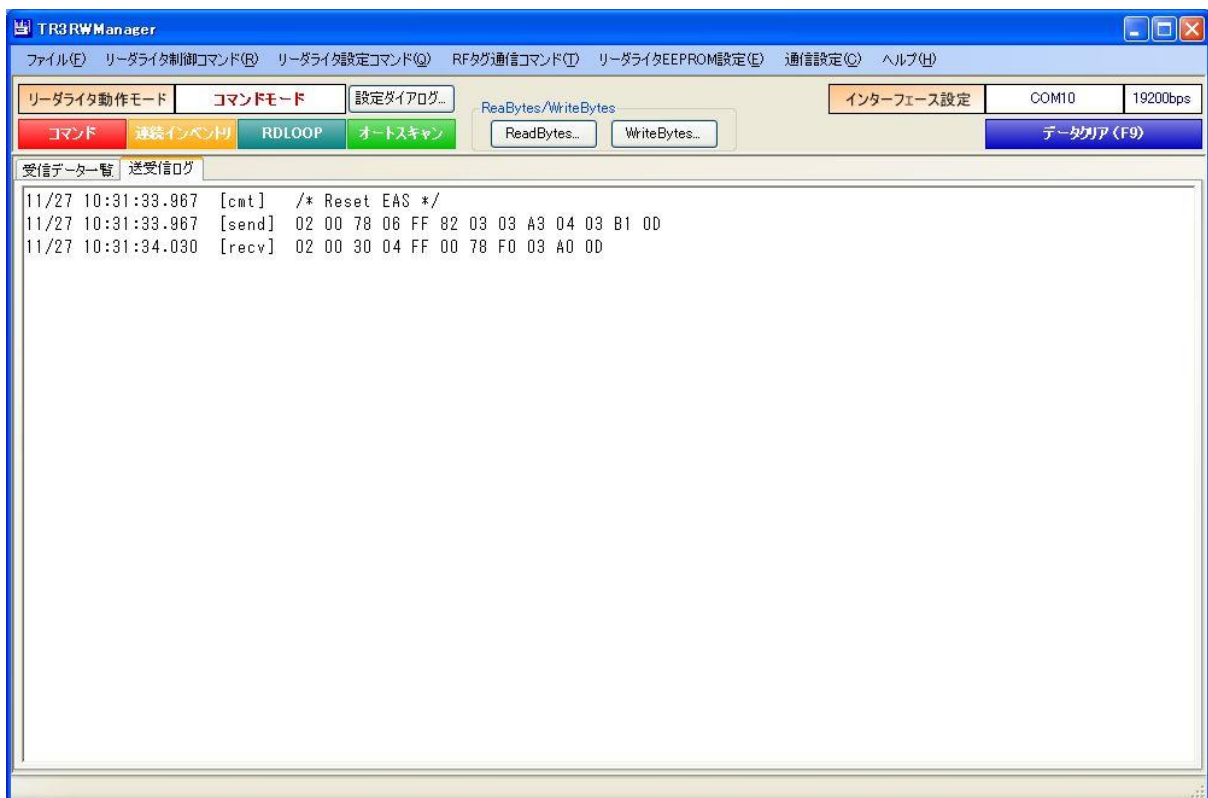 TR3RWManager
ファイル(F) リーダライタ制御コマンド(R) リーダライタ設定コマンド(Q) RFタグ通信コマンド(T) リーダライタEEPROM設定(E) 通信設定(C) ヘルプ(H)
リーダライタ動作モード コマンドモード 設定ダイアログ... ReaBytes/WriteBytes インターフェース設定 COM10 19200bps
コマンド 連続インベントリ RDLOOP オートスキャン ReadBytes... WriteBytes... データクリア(F9)
受信データ一覧 送受信ログ
11/27 10:31:33.967 [cmt] /* Reset EAS */
11/27 10:31:33.967 [send] 02 00 78 06 FF 82 03 03 A3 04 03 B1 0D
11/27 10:31:34.030 [recv] 02 00 30 04 FF 00 78 F0 03 A0 0D